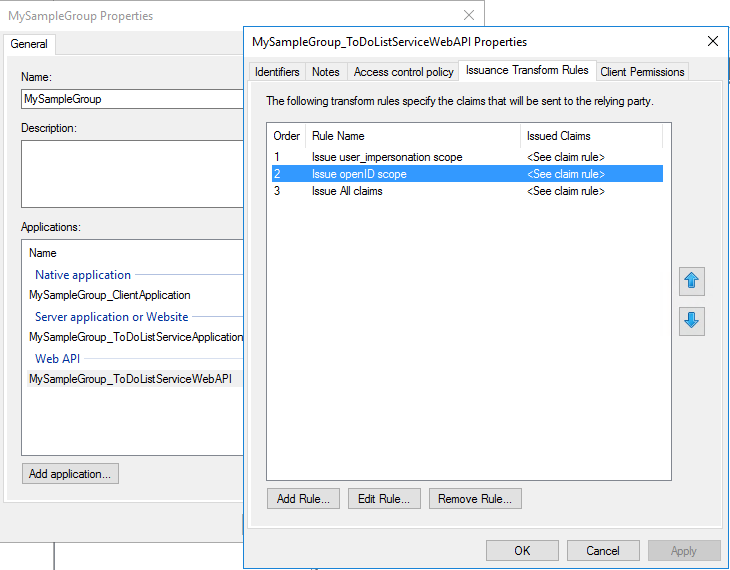 MySampleGroup Properties
General
Name:
MySampleGroup
Description:
Applications:
Name
Native application
MySampleGroup_ClientApplication
Server application or Website
MySampleGroup_ToDoListServiceApplication
Web API
MySampleGroup_ToDoListServiceWebAPI
Add application...
MySampleGroup_ToDoListServiceWebAPI Properties
Identifiers Notes Access control policy Issuance Transform Rules Client Permissions
The following transform rules specify the claims that will be sent to the relying party.
Order Rule Name Issued Claims
1 Issue user_impersonation scope <See claim rule>
2 Issue openID scope <See claim rule>
3 Issue All claims <See claim rule>
Add Rule... Edit Rule... Remove Rule...
OK Cancel Apply